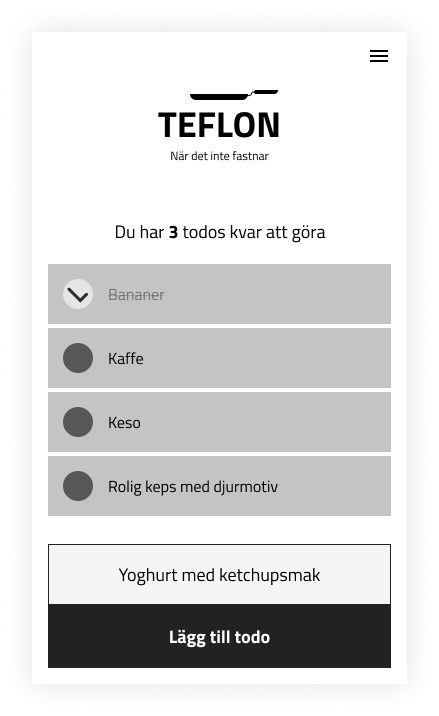 TEFLON
När det inte fastnar
Du har 3 todos kvar att göra
Bananer
Kaffe
Keso
Rolig keps med djurmotiv
Yoghurt med ketchupsmak
Lägg till todo